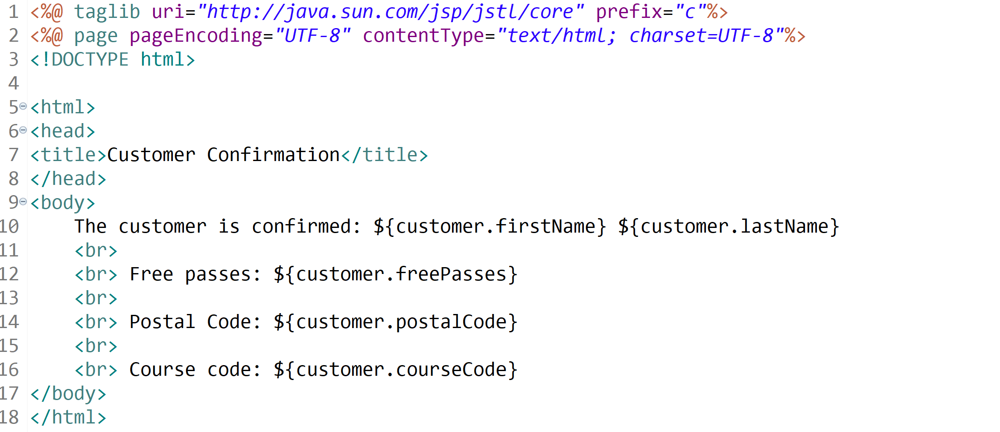 1 <%@ taglib uri="http://java.sun.com/jsp/jstl/core" prefix="c"%>
2 <%@ page pageEncoding="UTF-8" contentType="text/html; charset=UTF-8"%>
3 <!DOCTYPE html>
4
5 <html>
6 <head>
7 <title>Customer Confirmation</title>
8 </head>
9 <body>
10     The customer is confirmed: ${customer.firstName} ${customer.lastName}
11     <br>
12     <br> Free passes: ${customer.freePasses}
13     <br>
14     <br> Postal Code: ${customer.postalCode}
15     <br>
16     <br> Course code: ${customer.courseCode}
17 </body>
18 </html>